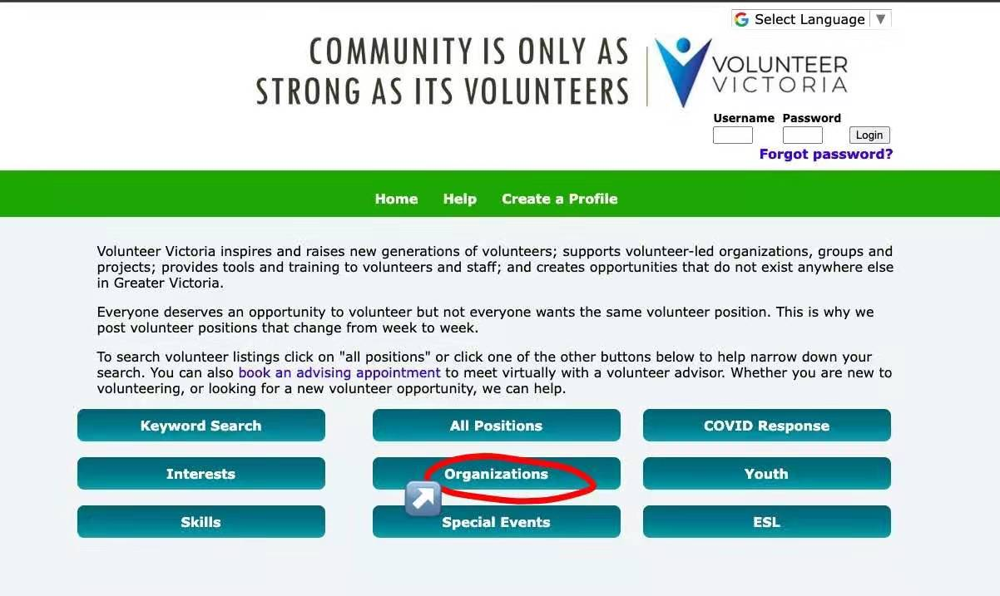 Select Language ▼
COMMUNITY IS ONLY AS
STRONG AS ITS VOLUNTEERS
VOLUNTEER
VICTORIA
Username Password
Login
Forgot password?
Home Help Create a Profile
Volunteer Victoria inspires and raises new generations of volunteers; supports volunteer-led organizations, groups and
projects; provides tools and training to volunteers and staff; and creates opportunities that do not exist anywhere else
in Greater Victoria.
Everyone deserves an opportunity to volunteer but not everyone wants the same volunteer position. This is why we
post volunteer positions that change from week to week.
To search volunteer listings click on "all positions" or click one of the other buttons below to help narrow down your
search. You can also book an advising appointment to meet virtually with a volunteer advisor. Whether you are new to
volunteering, or looking for a new volunteer opportunity, we can help.
Keyword Search All Positions COVID Response
Interests Organizations Youth
Skills Special Events ESL